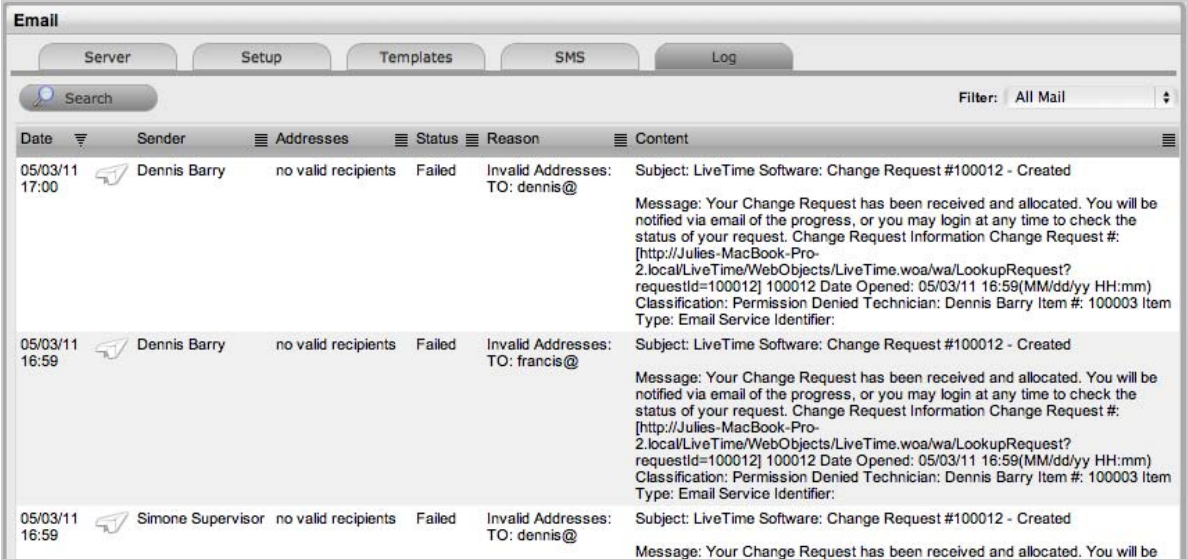 Email
Server Setup Templates SMS Log
Search Filter: All Mail
Date Sender Addresses Status Reason Content
05/03/11 Dennis Barry no valid recipients Failed Invalid Addresses: Subject: LiveTime Software: Change Request #100012 - Created
17:00 TO: dennis@
Message: Your Change Request has been received and allocated. You will be
notified via email of the progress, or you may login at any time to check the
status of your request. Change Request Information Change Request #:
[http://Julies-MacBook-Pro-
2.local/LiveTime/WebObjects/LiveTime.woa/wa/LookupRequest?
requestId=100012] 100012 Date Opened: 05/03/11 16:59(MM/dd/yy HH:mm)
Classification: Permission Denied Technician: Dennis Barry Item #: 100003 Item
Type: Email Service Identifier:
05/03/11 Dennis Barry no valid recipients Failed Invalid Addresses: Subject: LiveTime Software: Change Request #100012 - Created
16:59 TO: francis@
Message: Your Change Request has been received and allocated. You will be
notified via email of the progress, or you may login at any time to check the
status of your request. Change Request Information Change Request #:
[http://Julies-MacBook-Pro-
2.local/LiveTime/WebObjects/LiveTime.woa/wa/LookupRequest?
requestId=100012] 100012 Date Opened: 05/03/11 16:59(MM/dd/yy HH:mm)
Classification: Permission Denied Technician: Dennis Barry Item #: 100003 Item
Type: Email Service Identifier:
05/03/11 Simone Supervisor no valid recipients Failed Invalid Addresses: Subject: LiveTime Software: Change Request #100012 - Created
16:59 TO: dennis@
Message: Your Change Request has been received and allocated. You will be